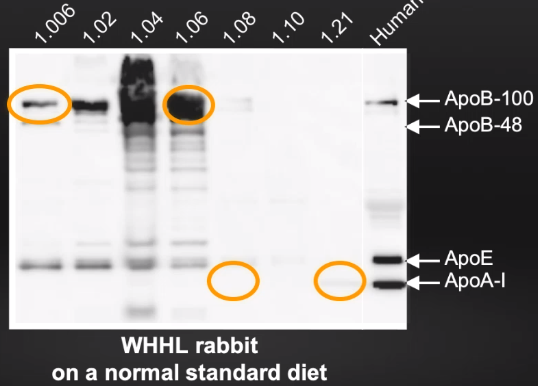 1.006 1.02 1.04 1.06 1.08 1.10 1.21 Human
ApoB-100
ApoB-48
ApoE
ApoA-I
WHHL rabbit
on a normal standard diet